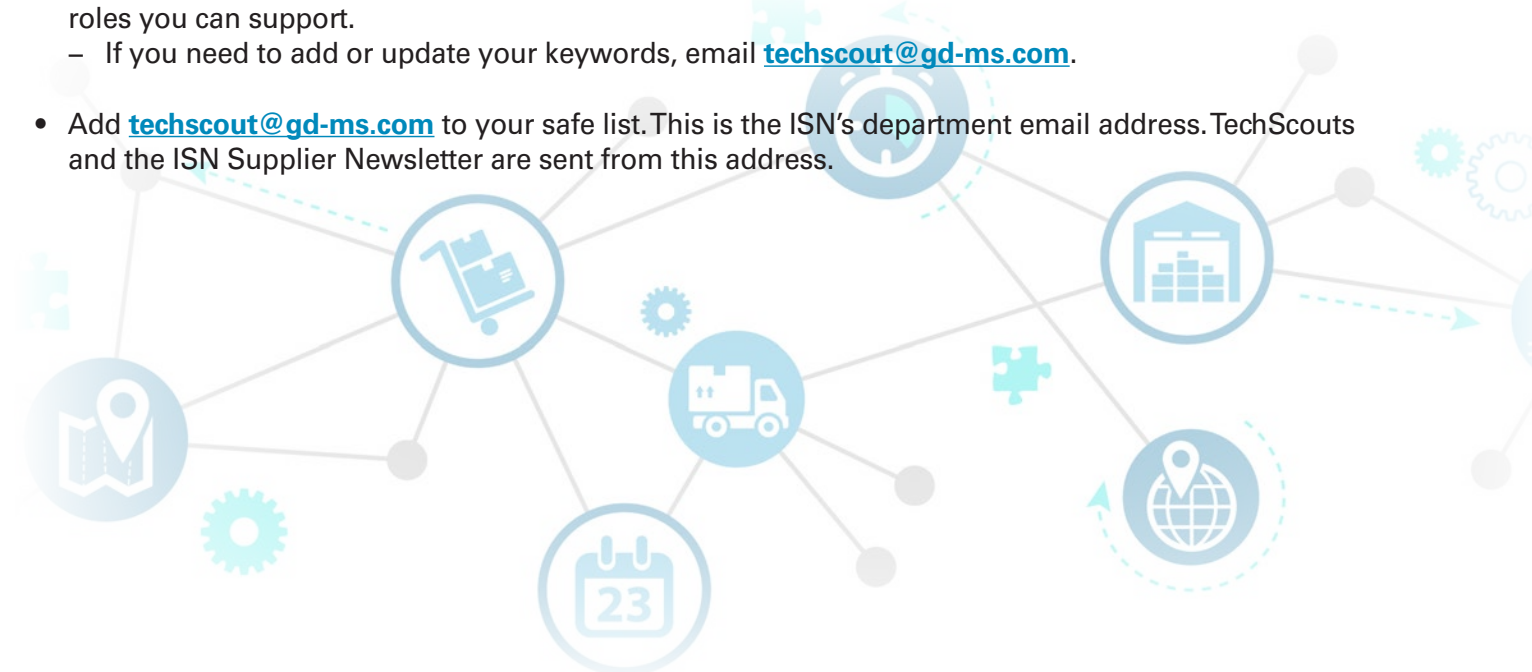 roles you can support.
– If you need to add or update your keywords, email techscout@gd-ms.com.
• Add techscout@gd-ms.com to your safe list.This is the ISN's department email address.TechScouts
and the ISN Supplier Newsletter are sent from this address.
23